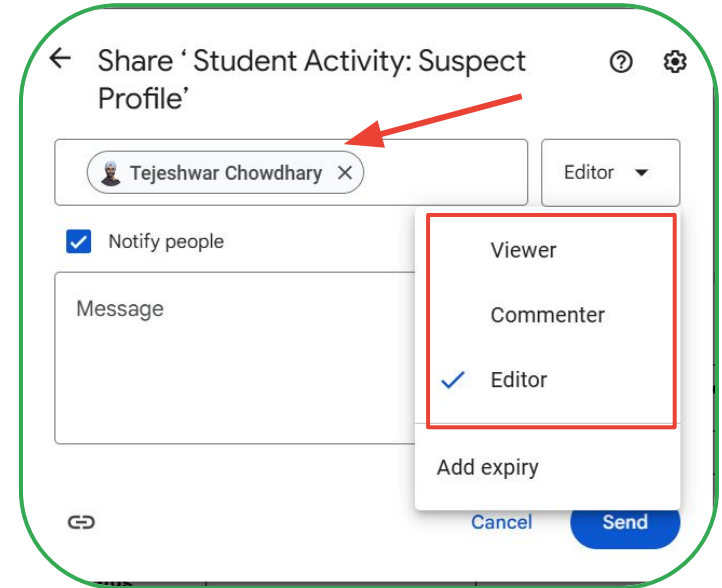 Share ‘ Student Activity: Suspect
Profile’
Tejeshwar Chowdhary
Editor
Notify people
Message
Viewer
Commenter
Editor
Add expiry
Cancel
Send